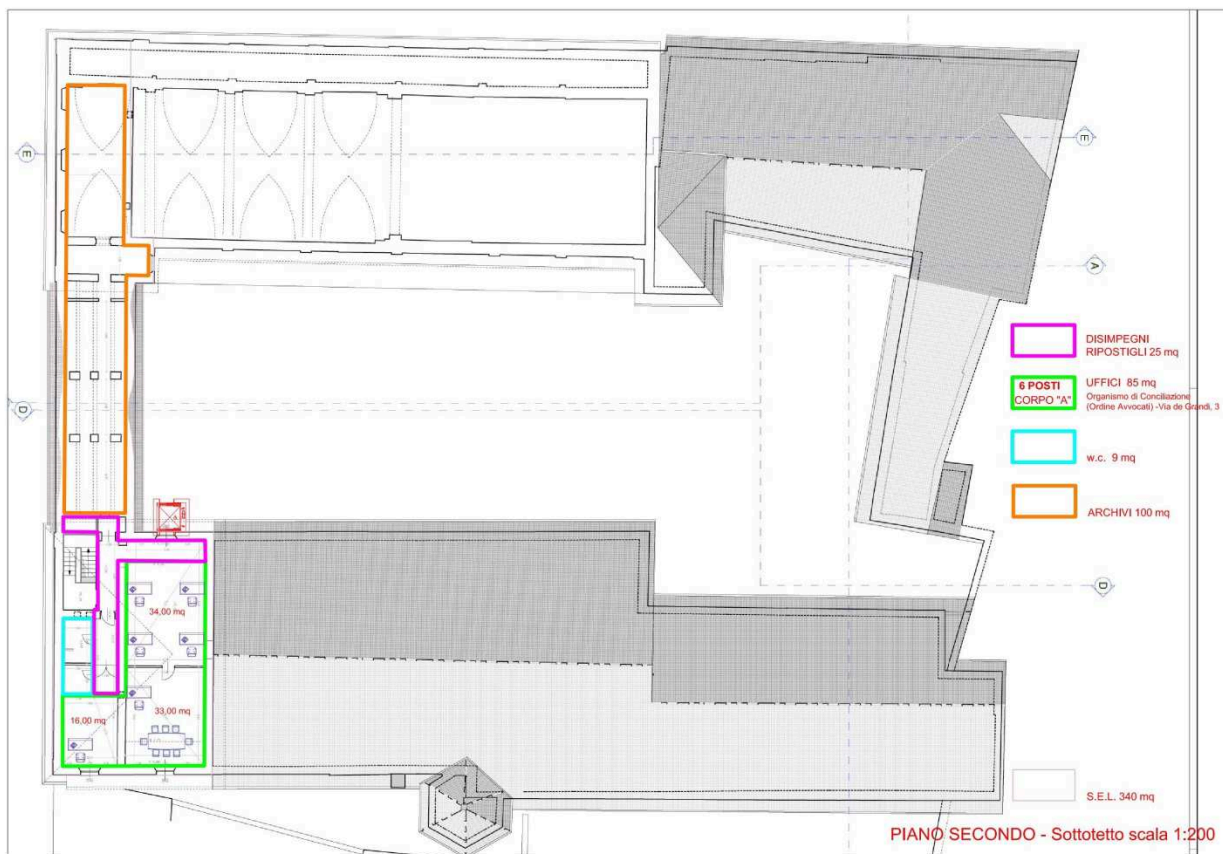 E
E
A
DISIMPEGNI
RIPOSTIGLI 25 mq
6 POSTI
CORPO "A"
UFFICI 85 mq
Organismo di Conciliazione
(Ordine Avvocati) -Via de Grandi, 3
D
w.c. 9 mq
ARCHIVI 100 mq
D
34,00 mq
16,00 mq
33,00 mq
S.E.L. 340 mq
PIANO SECONDO - Sottotetto scala 1:200